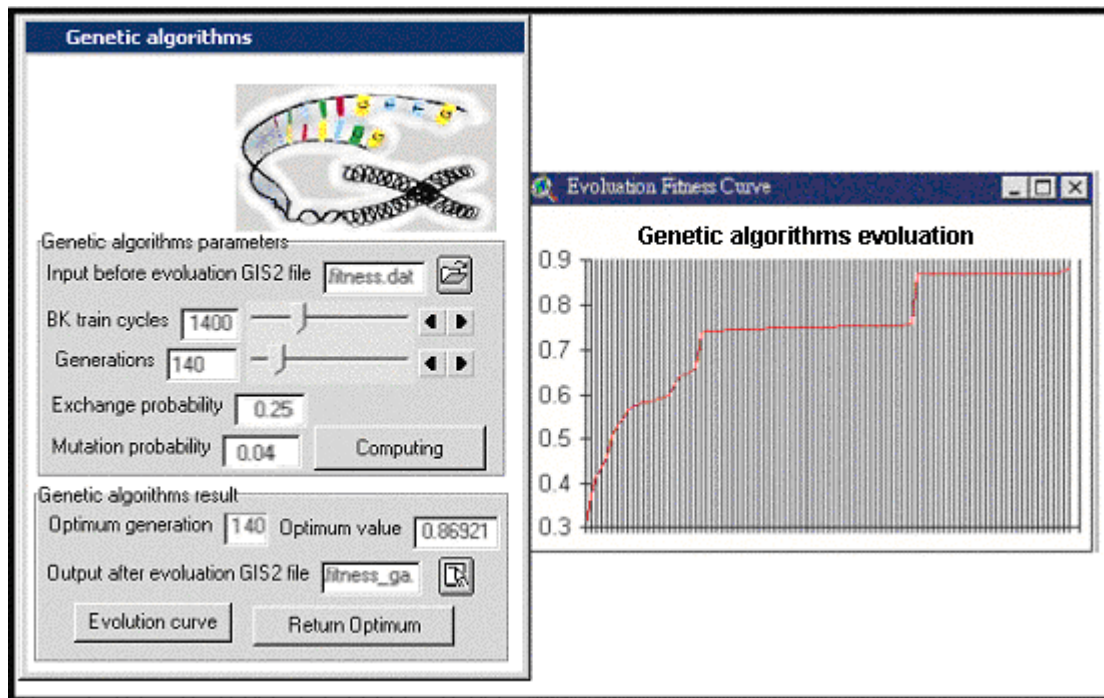 Genetic algorithms
Genetic algorithms parameters
Input before evoluation GIS2 file fitness.dat
BK train cycles 1400
Generations 140
Exchange probability 0.25
Mutation probability 0.04 Computing
Genetic algorithms result
Optimum generation 140 Optimum value 0.86921
Output after evoluation GIS2 file fitness_ga.
Evolution curve Return Optimum
Evoluation Fitness Curve
Genetic algorithms evaluation
0.9
0.8
0.7
0.6
0.5
0.4
0.3